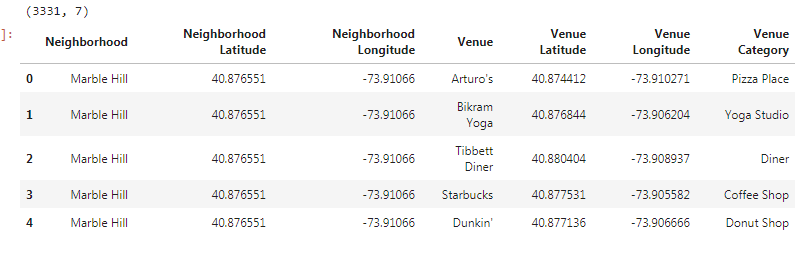 (3331, 7)
]:
Neighborhood Neighborhood Latitude Neighborhood Longitude Venue Venue Latitude Venue Longitude Venue Category
0 Marble Hill 40.876551 -73.91066 Arturo's 40.874412 -73.910271 Pizza Place
1 Marble Hill 40.876551 -73.91066 Bikram Yoga 40.876844 -73.906204 Yoga Studio
2 Marble Hill 40.876551 -73.91066 Tibbett Diner 40.880404 -73.908937 Diner
3 Marble Hill 40.876551 -73.91066 Starbucks 40.877531 -73.905582 Coffee Shop
4 Marble Hill 40.876551 -73.91066 Dunkin' 40.877136 -73.906666 Donut Shop